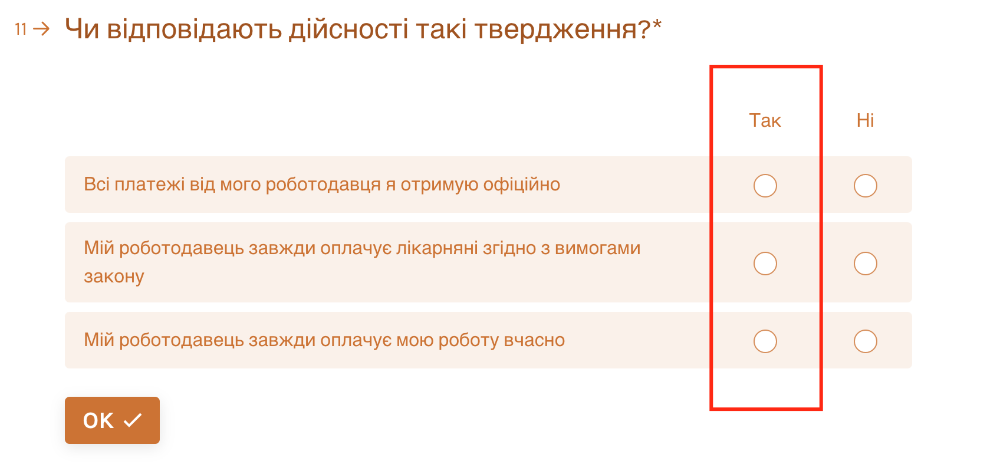 11 → Чи відповідають дійсності такі твердження?*
Так Ні
Всі платежі від мого роботодавця я отримую офіційно
Мій роботодавець завжди оплачує лікарняні згідно з вимогами
закону
Мій роботодавець завжди оплачує мою роботу вчасно
OK ✓